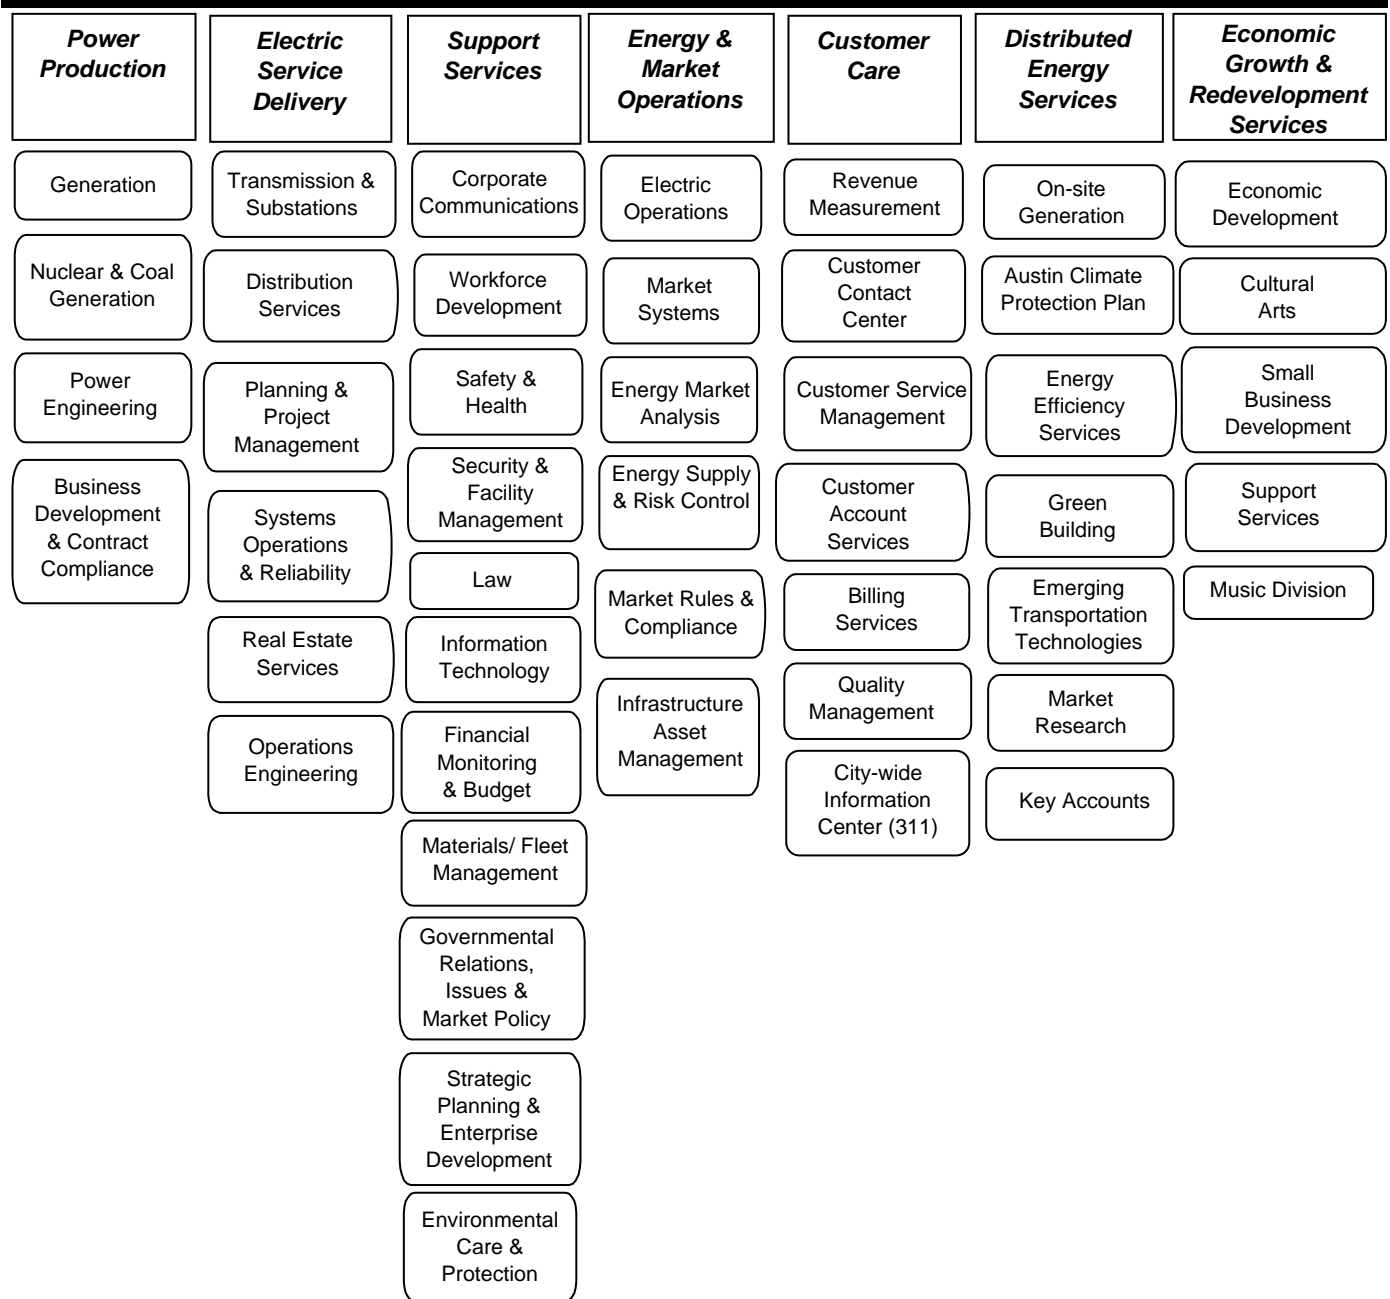 Power
Production
Generation
Nuclear & Coal
Generation
Power
Engineering
Business
Development
& Contract
Compliance
Electric
Service
Delivery
Transmission &
Substations
Distribution
Services
Planning &
Project
Management
Systems
Operations
& Reliability
Real Estate
Services
Operations
Engineering
Support
Services
Corporate
Communications
Workforce
Development
Safety &
Health
Security &
Facility
Management
Law
Information
Technology
Financial
Monitoring
& Budget
Materials/ Fleet
Management
Governmental
Relations,
Issues &
Market Policy
Strategic
Planning &
Enterprise
Development
Environmental
Care &
Protection
Energy &
Market
Operations
Electric
Operations
Market
Systems
Energy Market
Analysis
Energy Supply
& Risk Control
Market Rules &
Compliance
Infrastructure
Asset
Management
Customer
Care
Revenue
Measurement
Customer
Contact
Center
Customer Service
Management
Customer
Account
Services
Billing
Services
Quality
Management
City-wide
Information
Center (311)
Distributed
Energy
Services
On-site
Generation
Austin Climate
Protection Plan
Energy
Efficiency
Services
Green
Building
Emerging
Transportation
Technologies
Market
Research
Key Accounts
Economic
Growth &
Redevelopment
Services
Economic
Development
Cultural
Arts
Small
Business
Development
Support
Services
Music Division